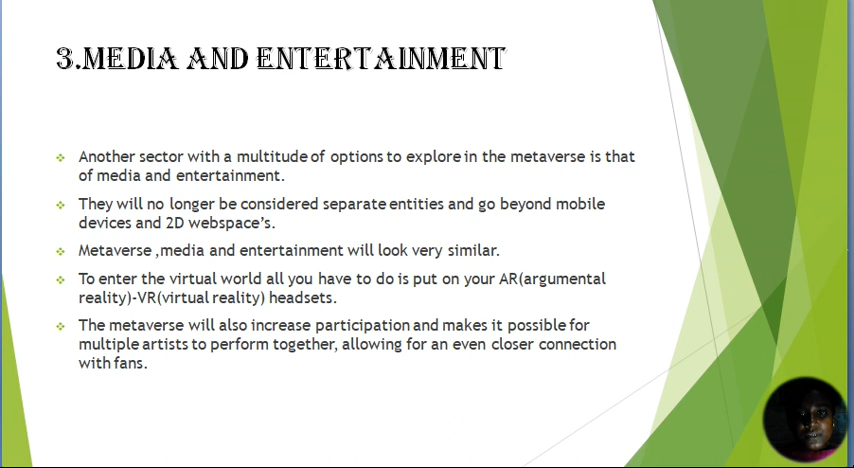 3.MEDIA AND ENTERTAINMENT
Another sector with a multitude of options to explore in the metaverse is that
of media and entertainment.
They will no longer be considered separate entities and go beyond mobile
devices and 2D webspace’s.
Metaverse ,media and entertainment will look very similar.
To enter the virtual world all you have to do is put on your AR(argumental
reality)-VR(virtual reality) headsets.
The metaverse will also increase participation and makes it possible for
multiple artists to perform together, allowing for an even closer connection
with fans.